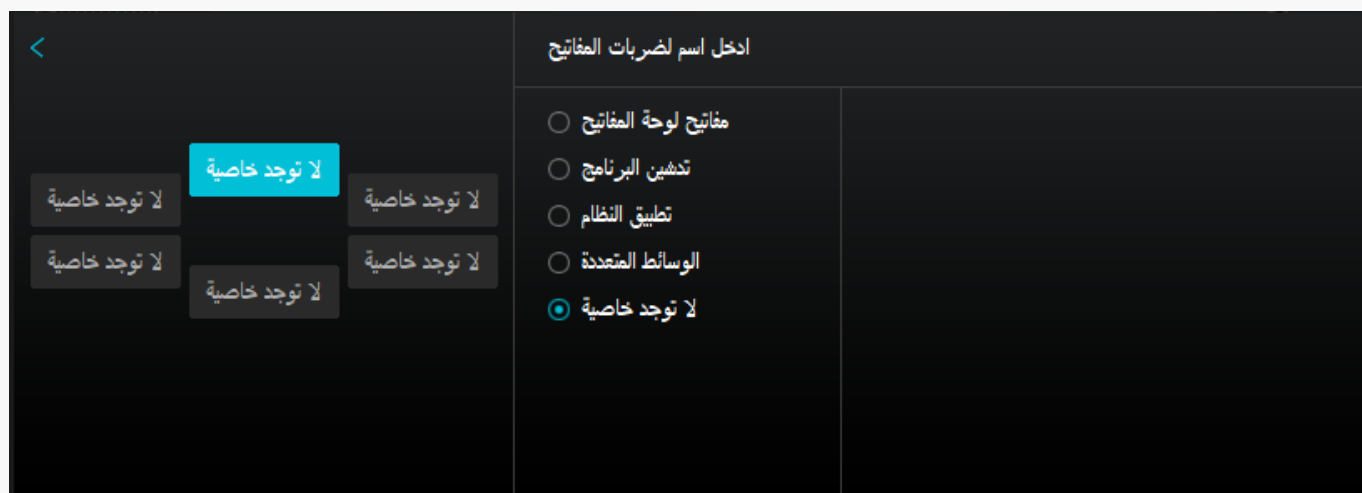 ادخل اسم لضربات المفاتيح
مفاتيح لوحة المفاتيح
تدشين البرنامج
تطبيق النظام
الوسائط المتعددة
لا توجد خاصية
لا توجد خاصية
لا توجد خاصية
لا توجد خاصية
لا توجد خاصية
لا توجد خاصية
لا توجد خاصية